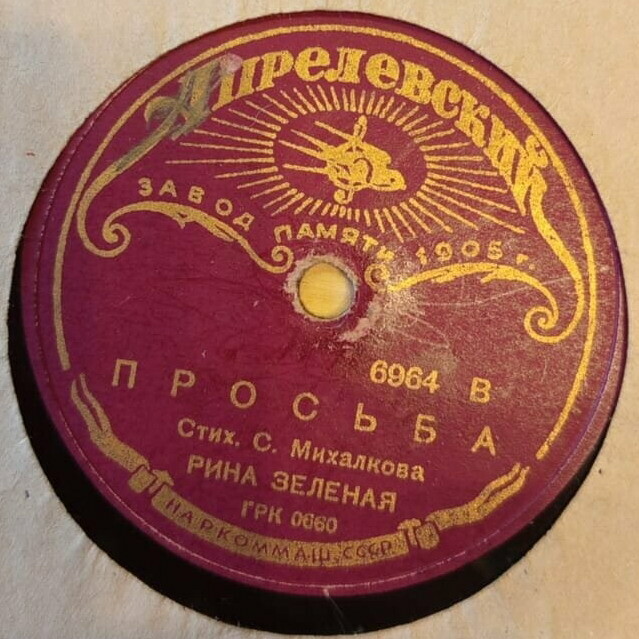 Апрелевский
ЗАВОД ПАМЯТИ 1905 г.
6964 В
ПРОСЬБА
Стих. С. Михалкова
РИНА ЗЕЛЕНАЯ
ГРК 0660
НАРКОММАШ. СССР